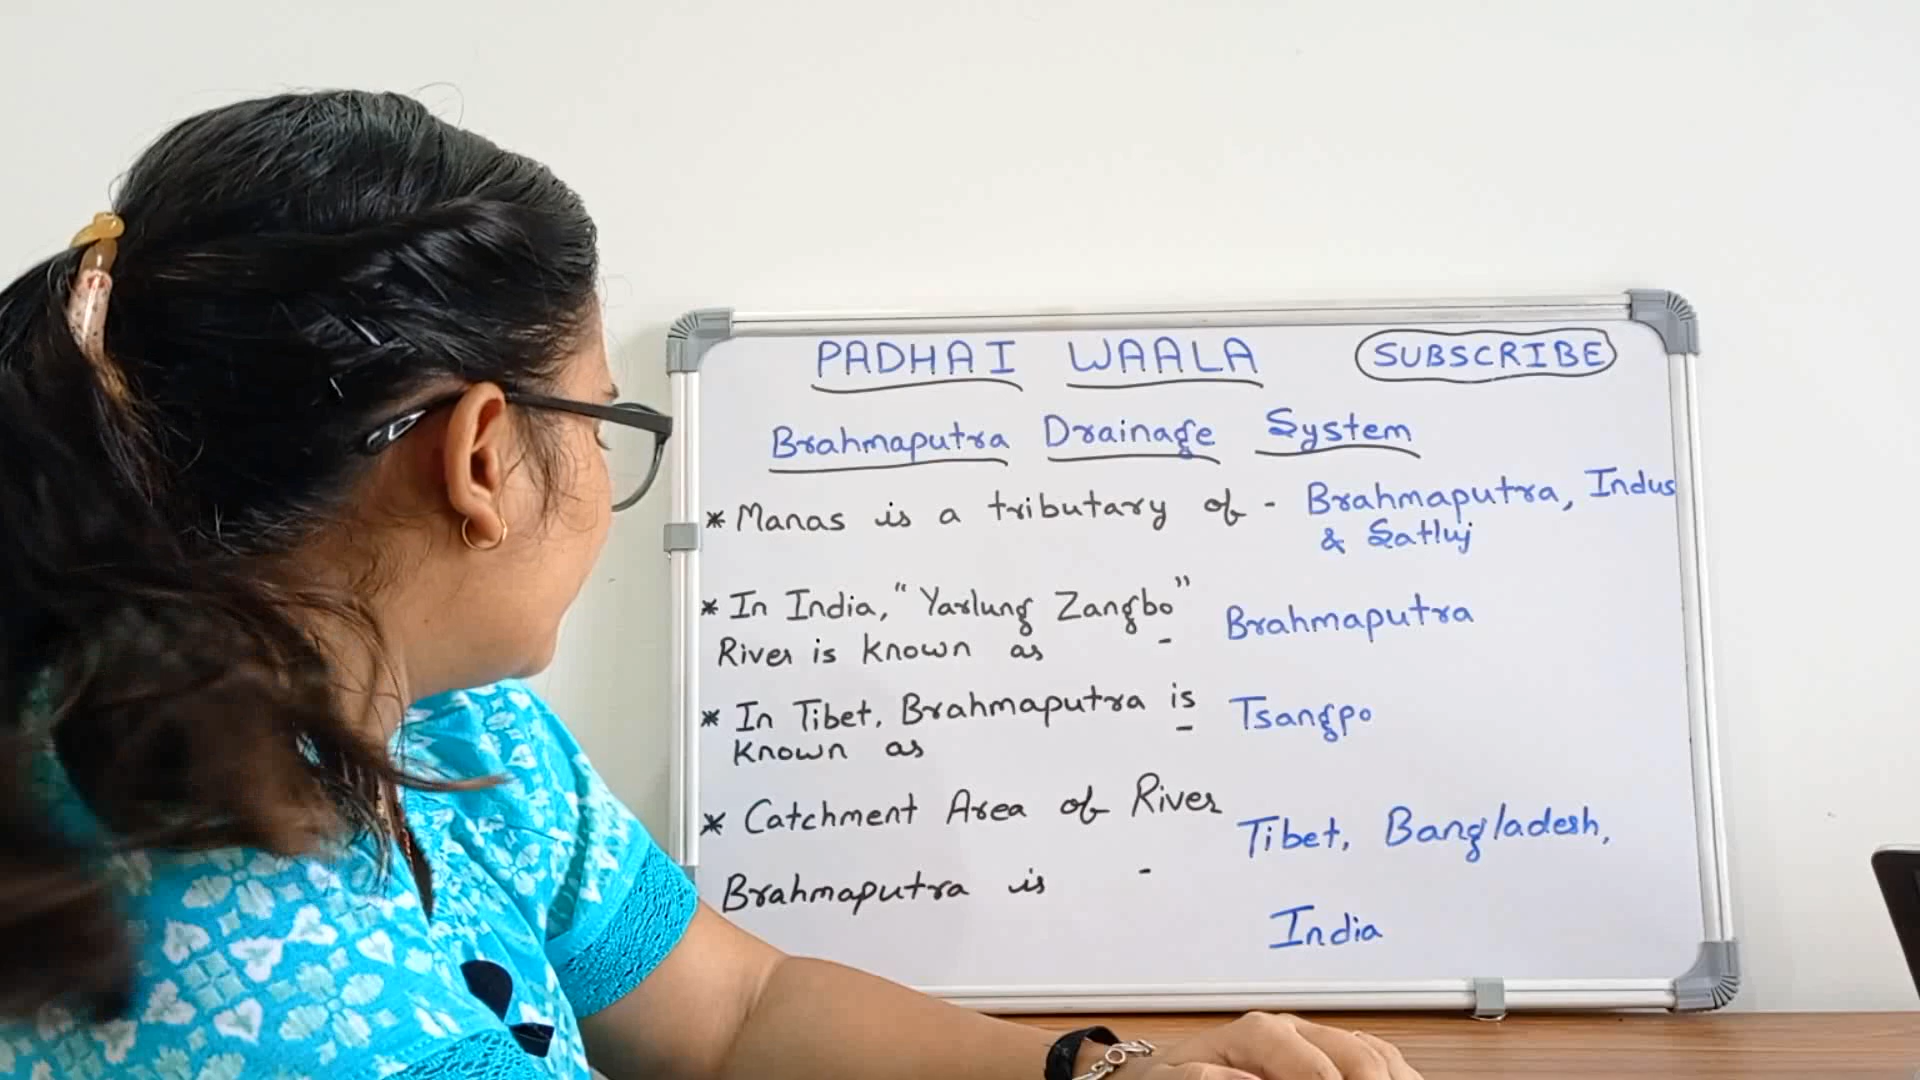 PADHAI WAALA SUBSCRIBE
Brahmaputra Drainage System
* Manas is a tributary of - Brahmaputra, Indus
& Satluj
* In India, "Yarlung Zangbo"
River is known as - Brahmaputra
* In Tibet, Brahmaputra is
known as - Tsangpo
* Catchment Area of River
Brahmaputra is - Tibet, Bangladesh,
India